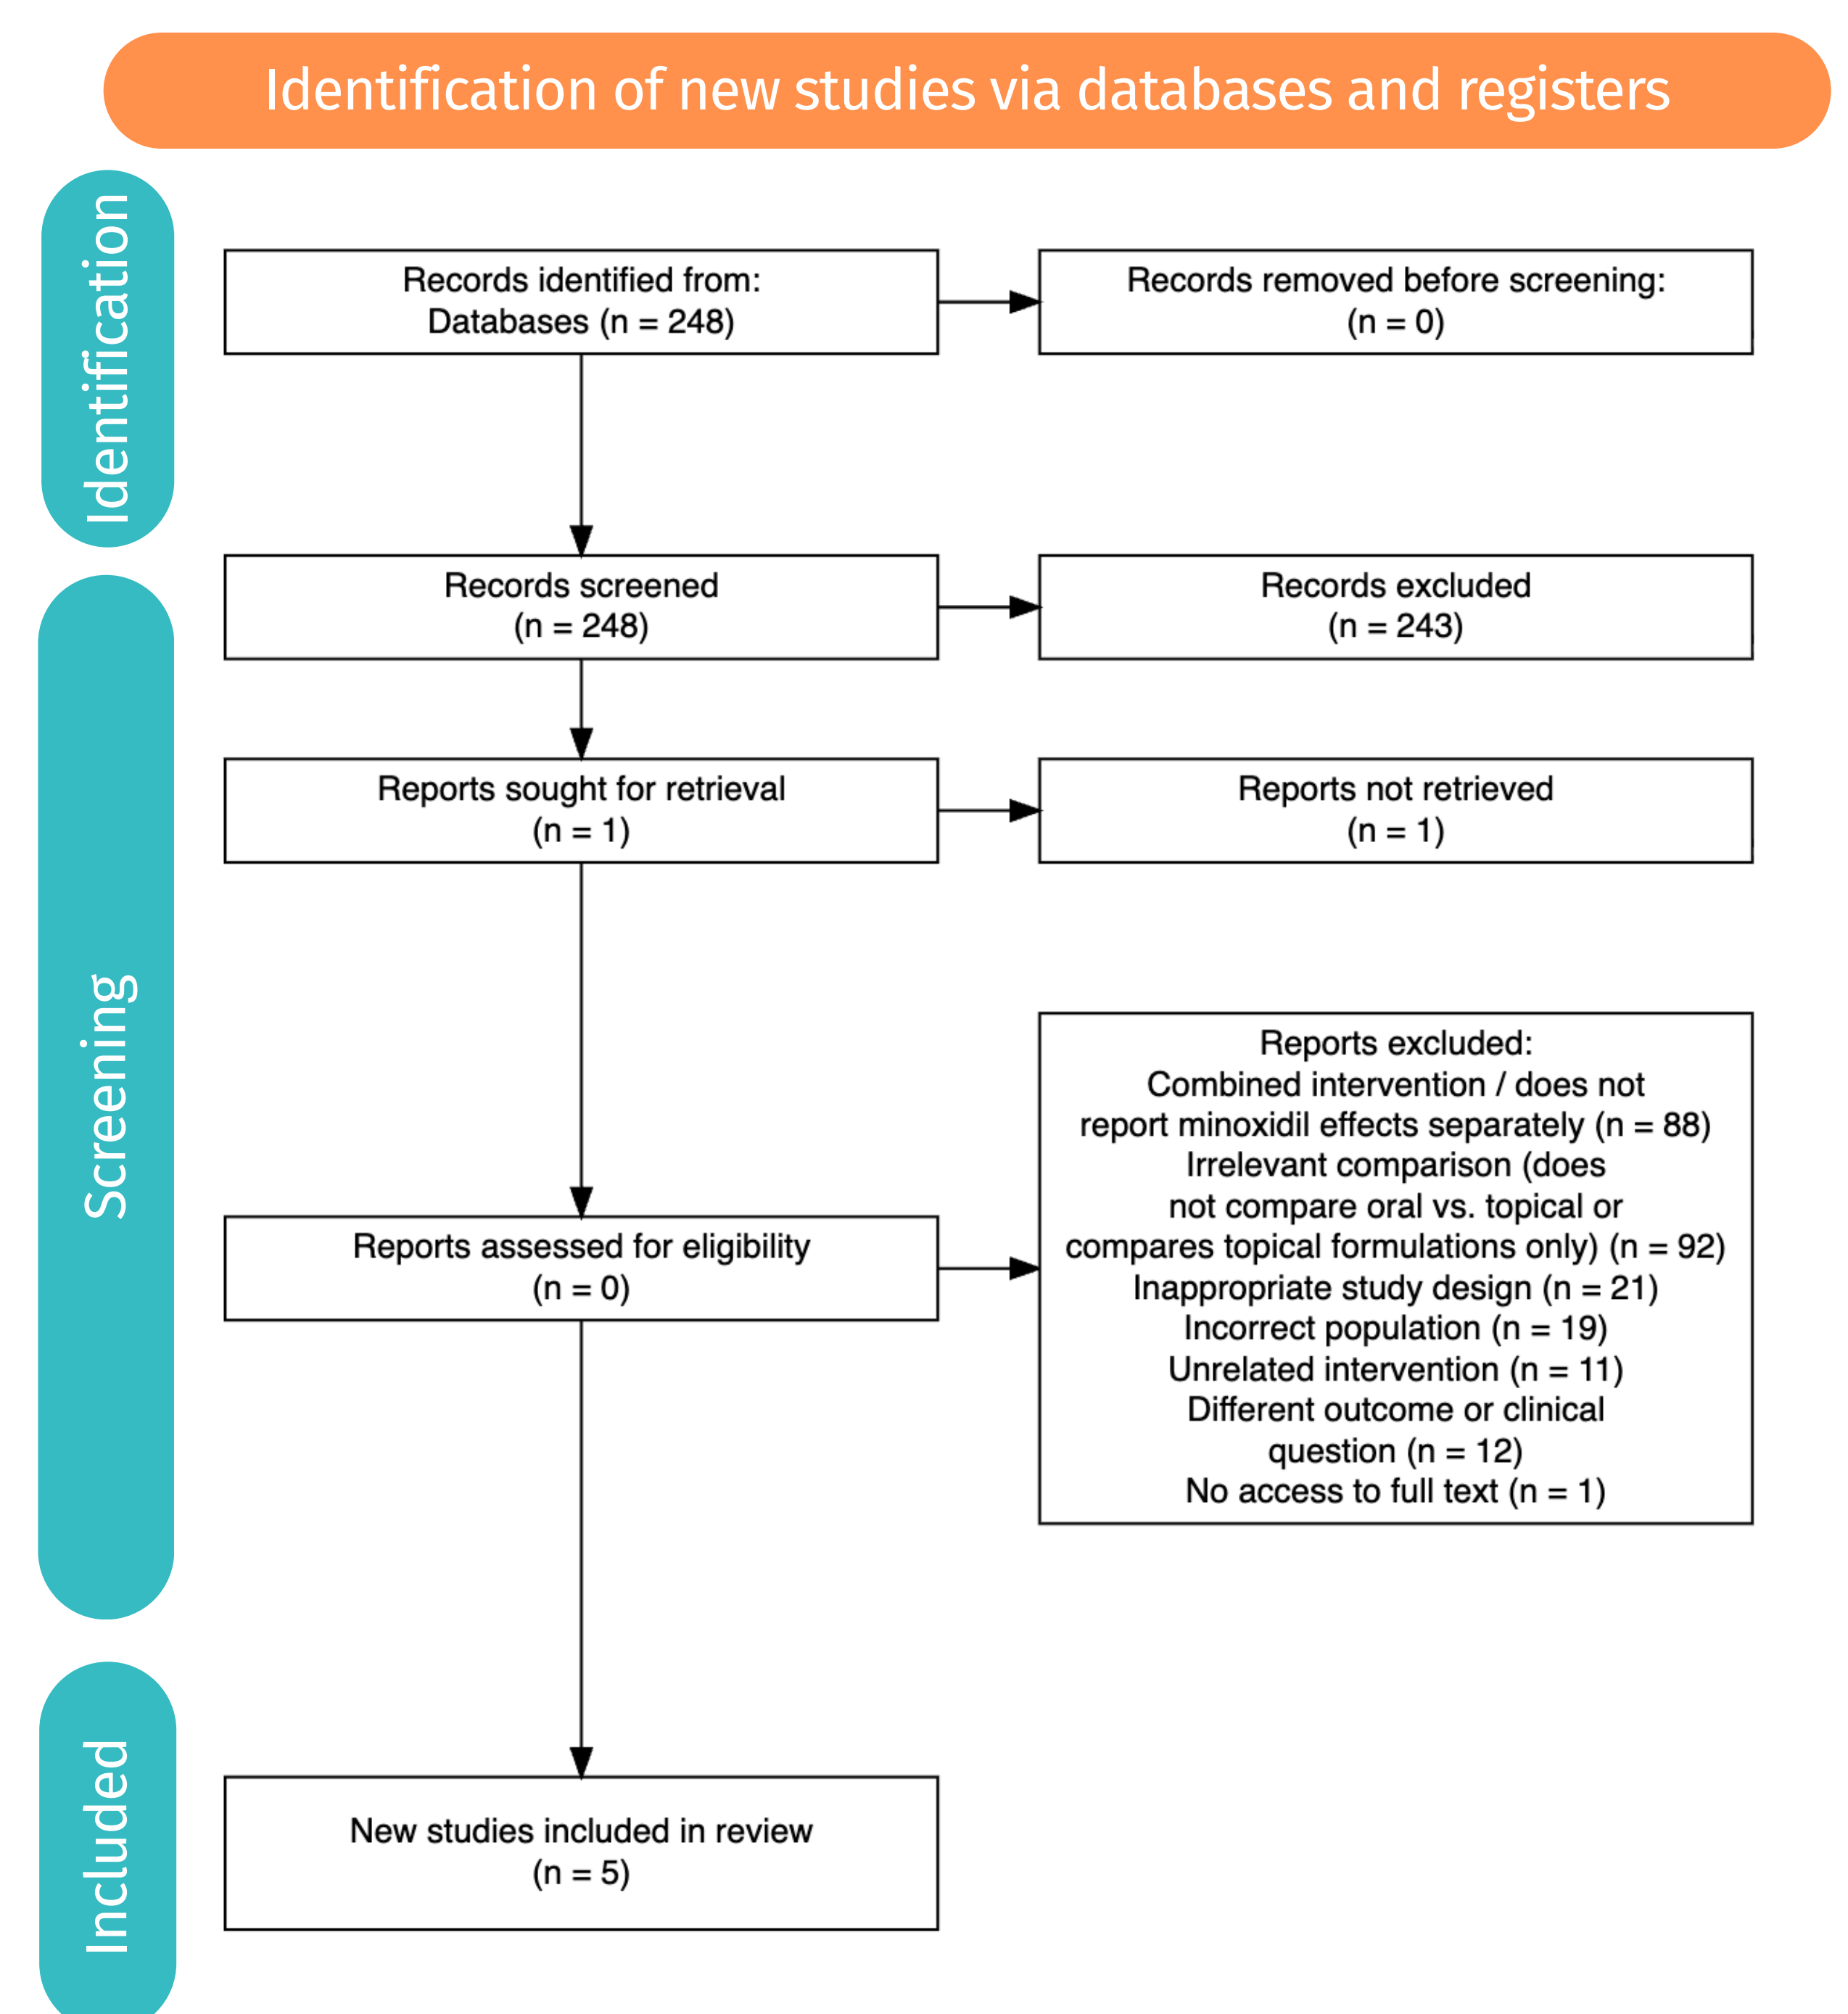 Identification of new studies via databases and registers
Identification
Records identified from:
Databases (n = 248)
Records removed before screening:
(n = 0)
Screening
Records screened
(n = 248)
Records excluded
(n = 243)
Reports sought for retrieval
(n = 1)
Reports not retrieved
(n = 1)
Reports assessed for eligibility
(n = 0)
Reports excluded:
Combined intervention / does not
report minoxidil effects separately (n = 88)
Irrelevant comparison (does
not compare oral vs. topical or
compares topical formulations only) (n = 92)
Inappropriate study design (n = 21)
Incorrect population (n = 19)
Unrelated intervention (n = 11)
Different outcome or clinical
question (n = 12)
No access to full text (n = 1)
Included
New studies included in review
(n = 5)